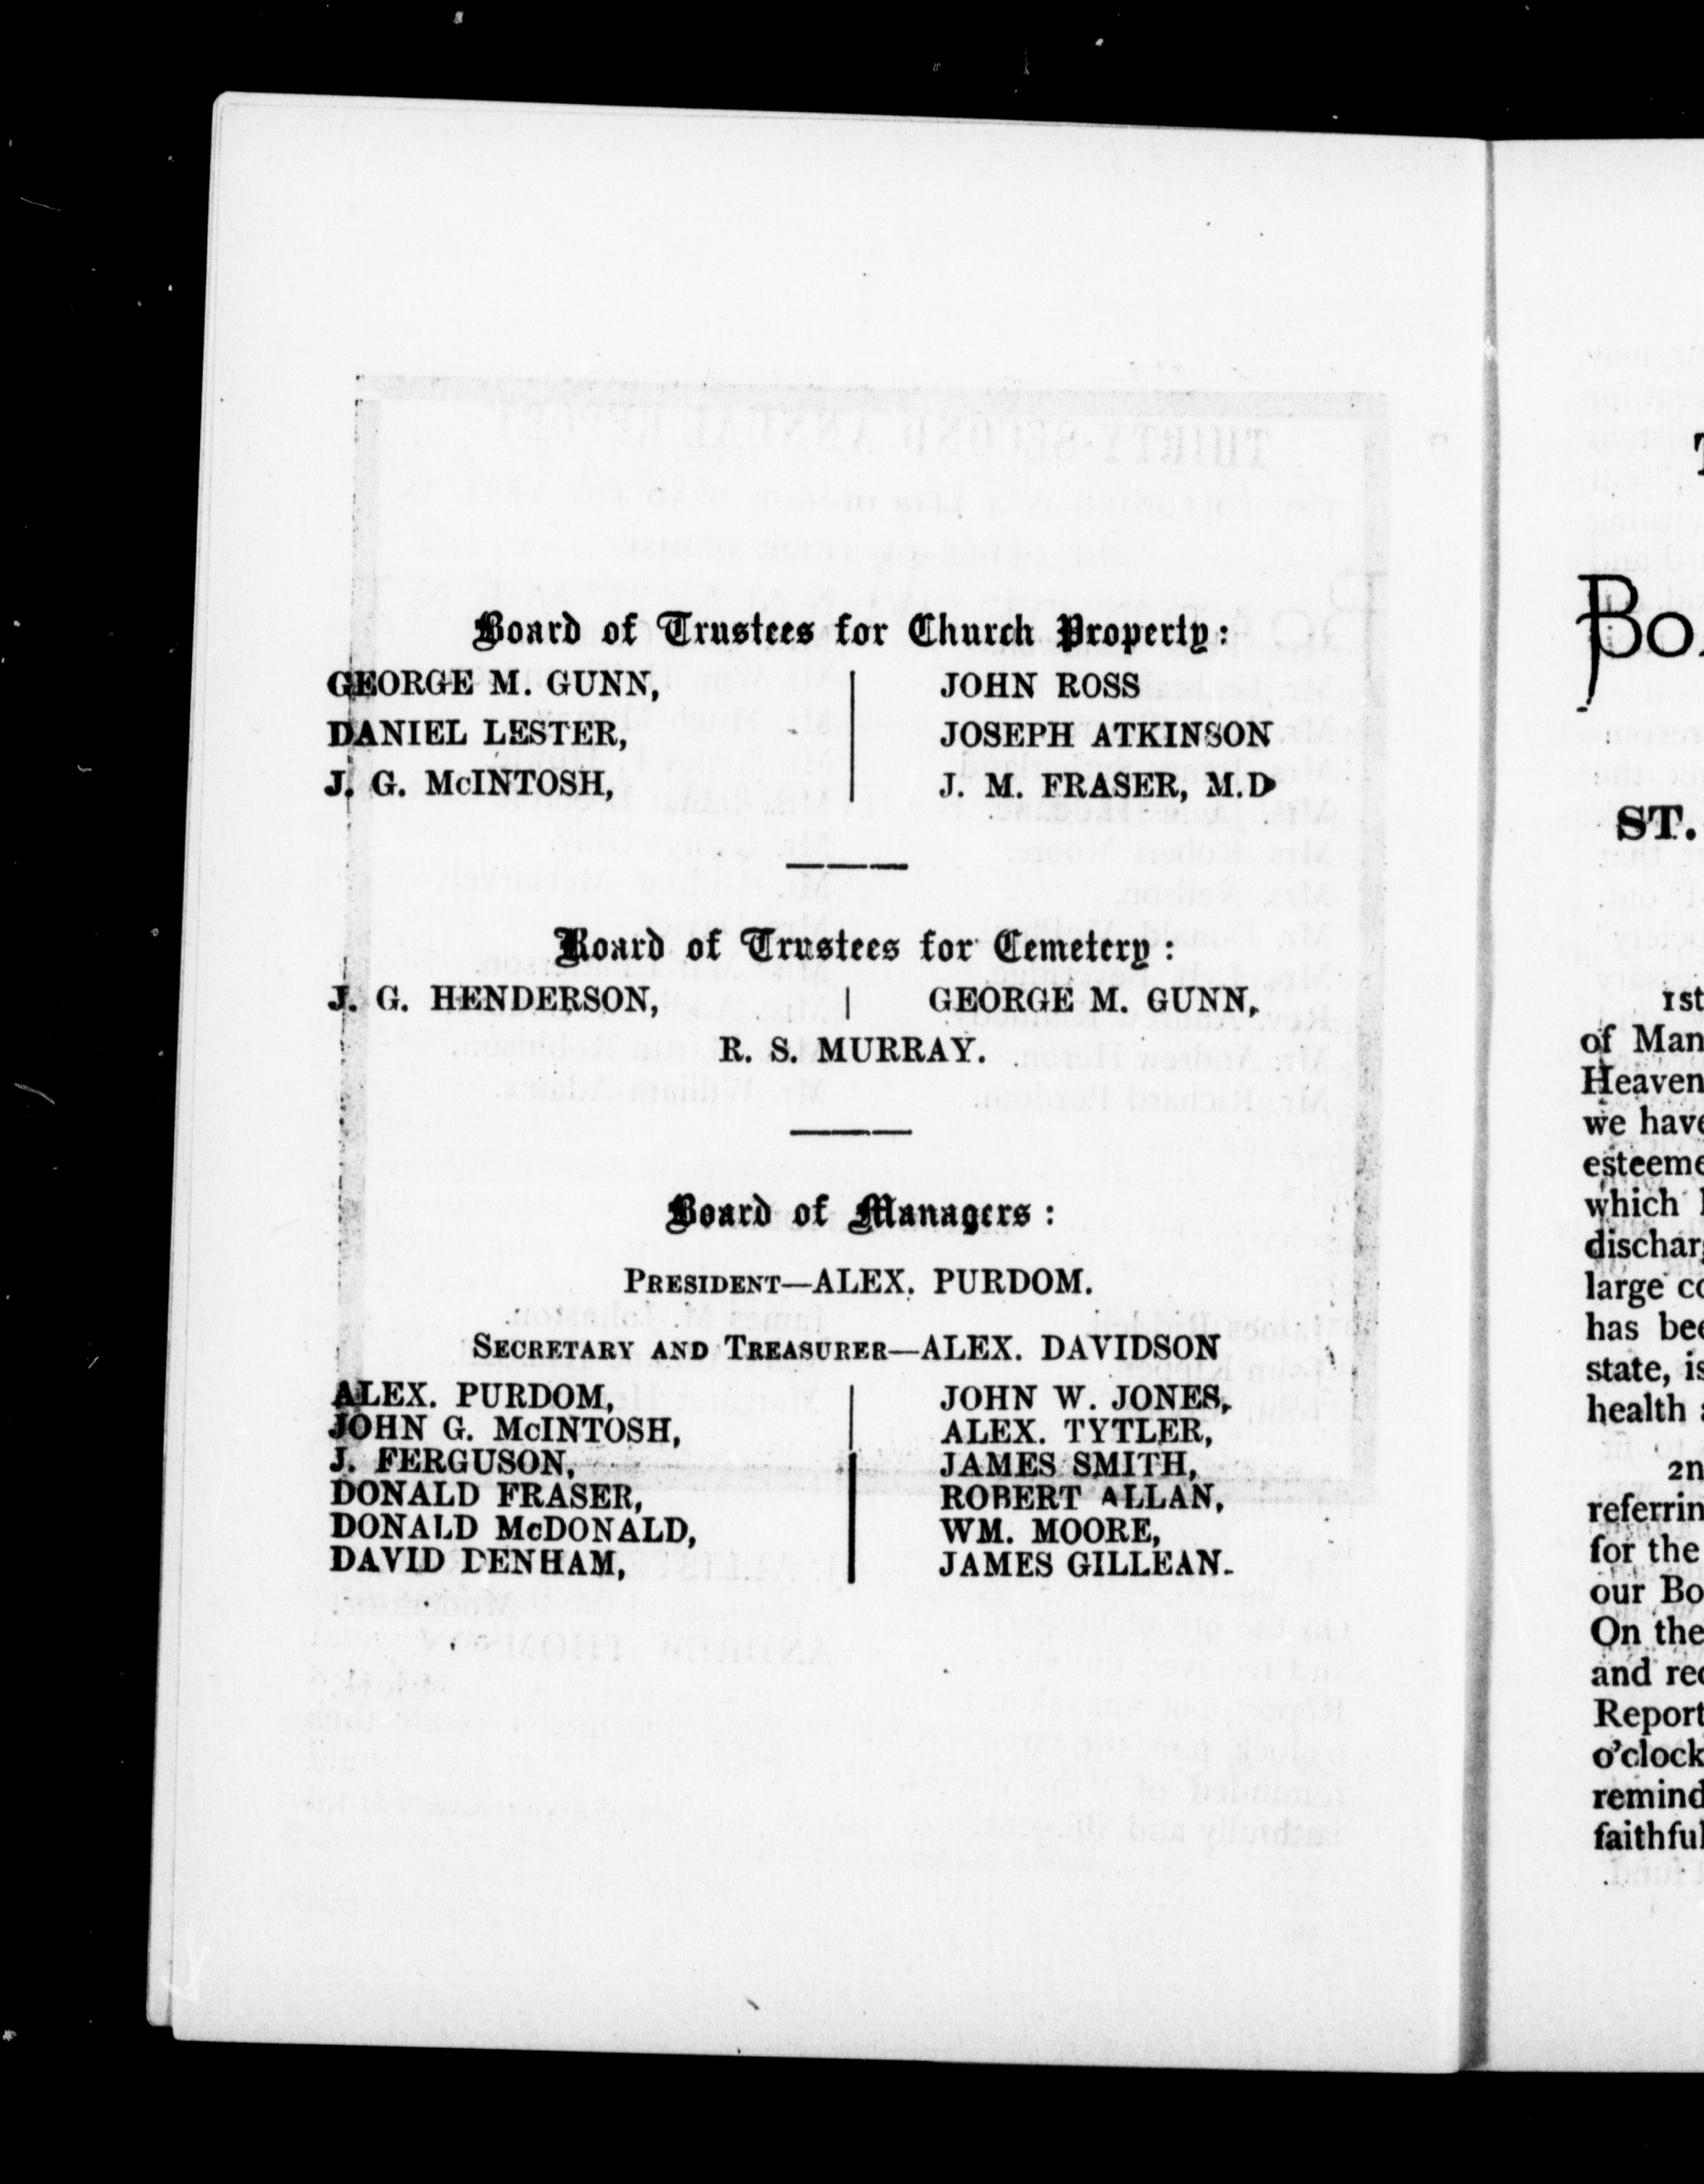 Board of Trustees for Church Property:
GEORGE M. GUNN, | JOHN ROSS
DANIEL LESTER, | JOSEPH ATKINSON
J. G. McINTOSH, | J. M. FRASER, M.D
Board of Trustees for Cemetery:
J. G. HENDERSON, | GEORGE M. GUNN,
R. S. MURRAY.
Board of Managers:
PRESIDENT—ALEX. PURDOM.
SECRETARY AND TREASURER—ALEX. DAVIDSON
ALEX. PURDOM, | JOHN W. JONES,
JOHN G. McINTOSH, | ALEX. TYTLER,
J. FERGUSON, | JAMES SMITH,
DONALD FRASER, | ROBERT ALLAN,
DONALD McDONALD, | WM. MOORE,
DAVID DENHAM, | JAMES GILLEAN.
ST.
1st
of Man
Heaven
we have
esteeme
which
dischar
large co
has bee
state, is
health
2n
referrin
for the
our Bo
On the
and rec
Report
o'clock
remind
faithful